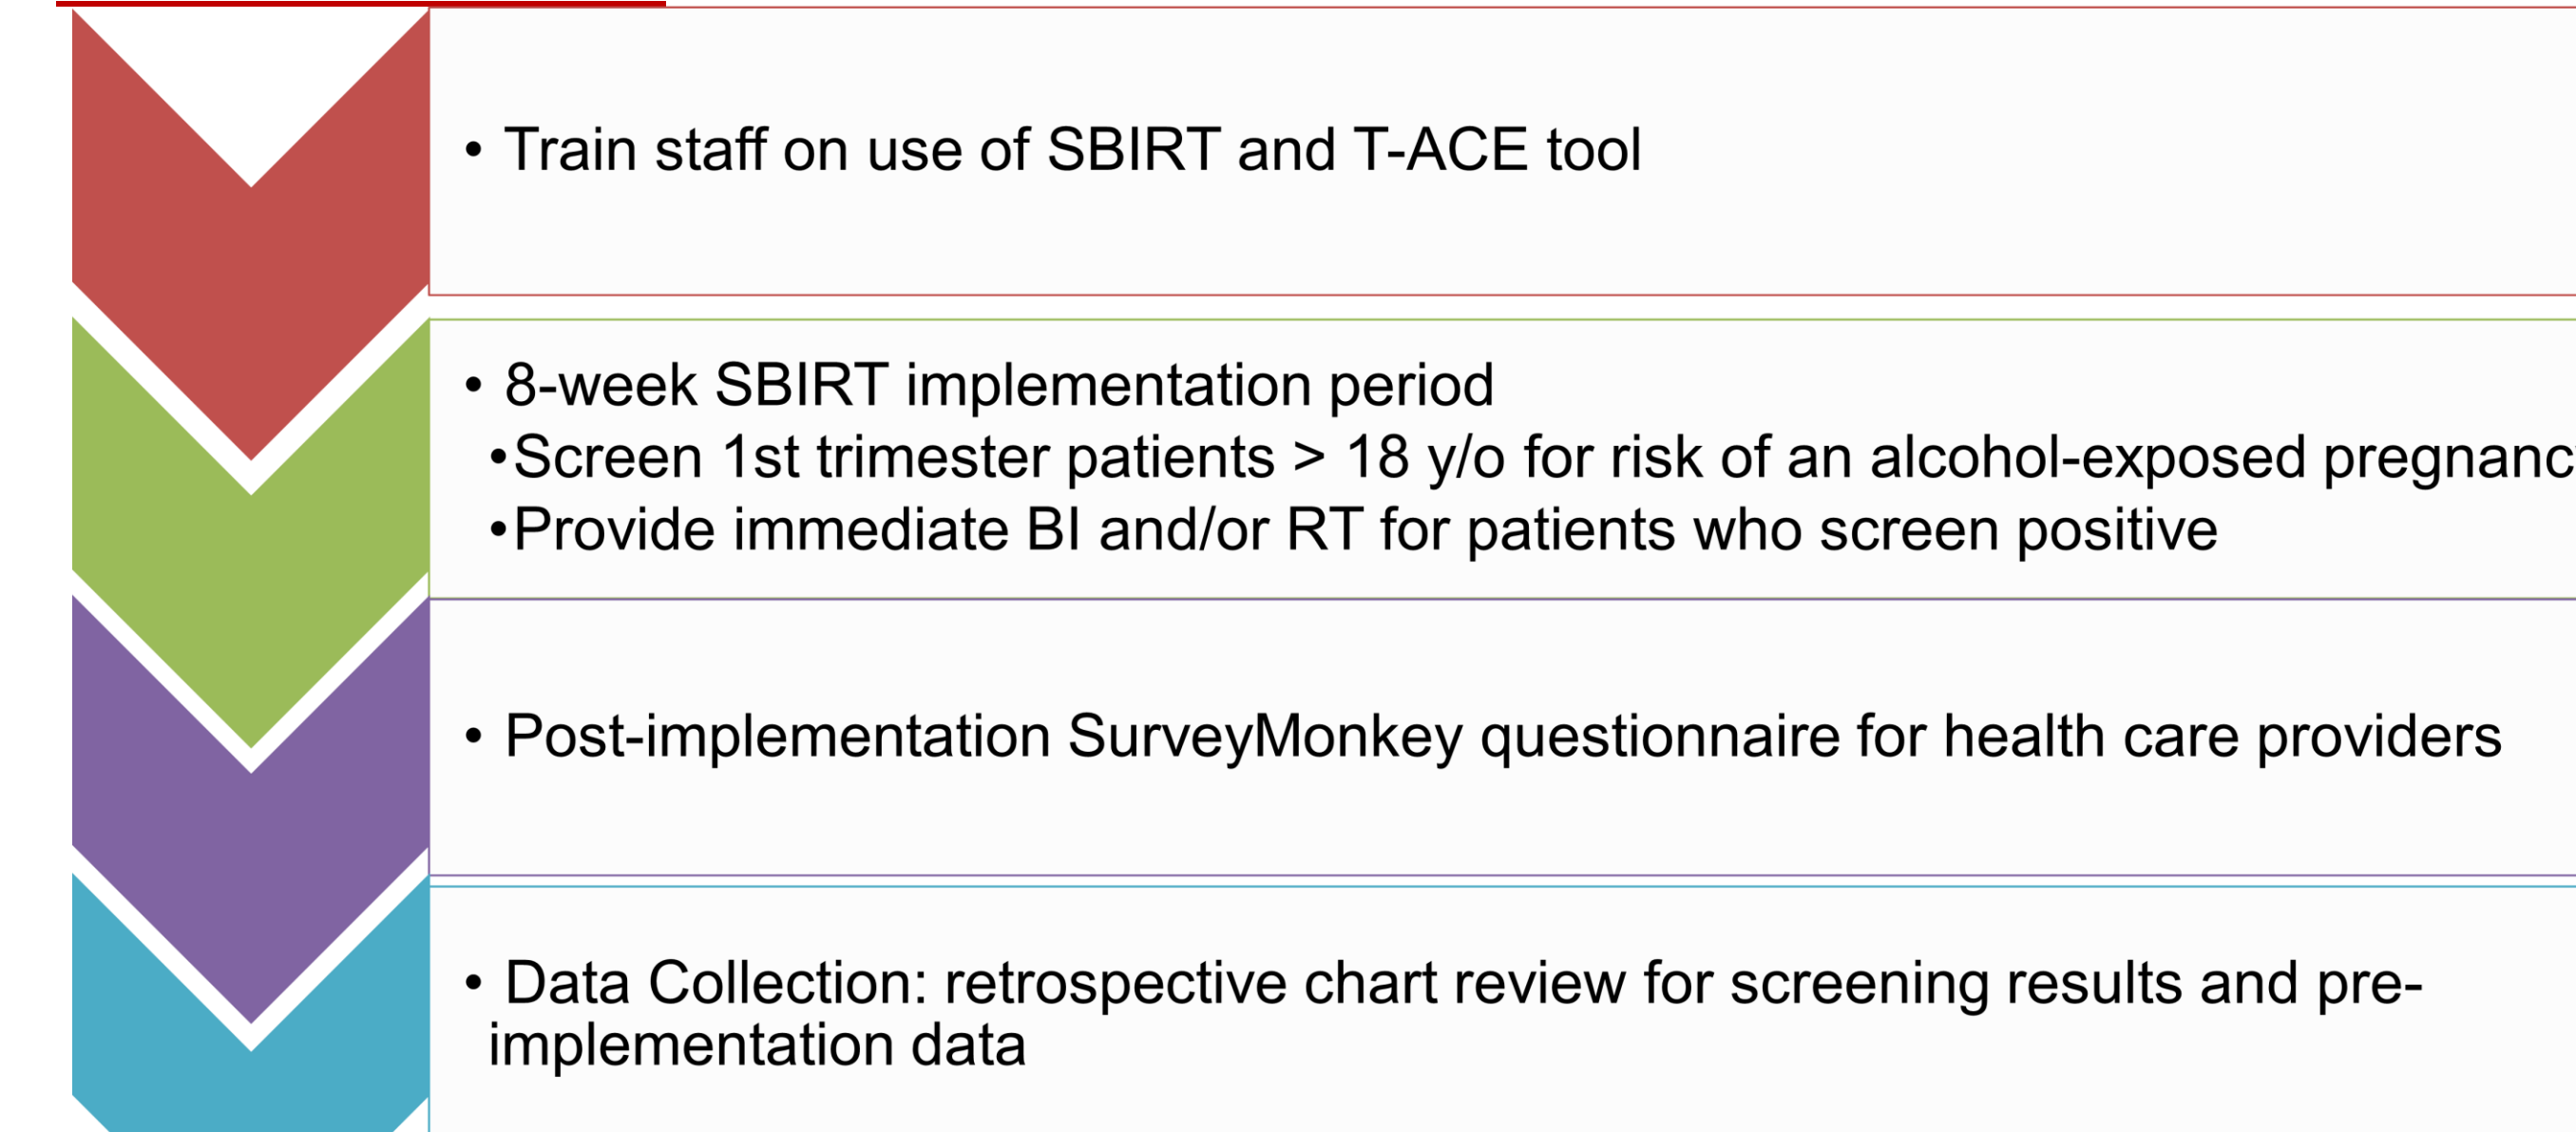 • Train staff on use of SBIRT and T-ACE tool
• 8-week SBIRT implementation period
•Screen 1st trimester patients > 18 y/o for risk of an alcohol-exposed pregnanc
•Provide immediate BI and/or RT for patients who screen positive
• Post-implementation SurveyMonkey questionnaire for health care providers
• Data Collection: retrospective chart review for screening results and pre-
implementation data